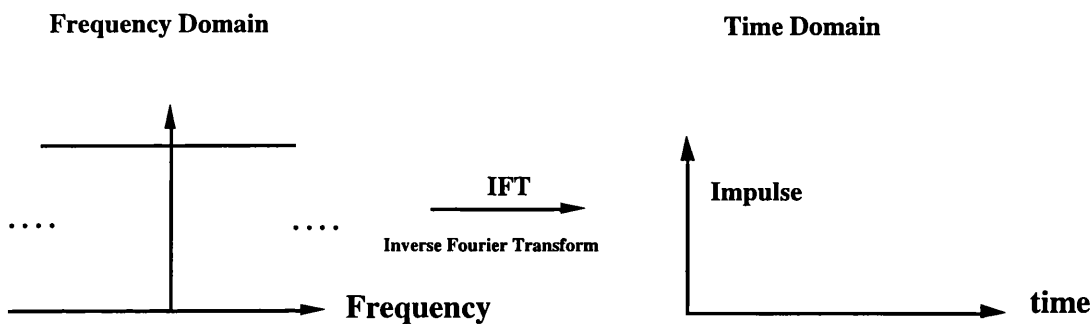 Frequency Domain
Time Domain
IFT
Impulse
....
....
Inverse Fourier Transform
Frequency
time